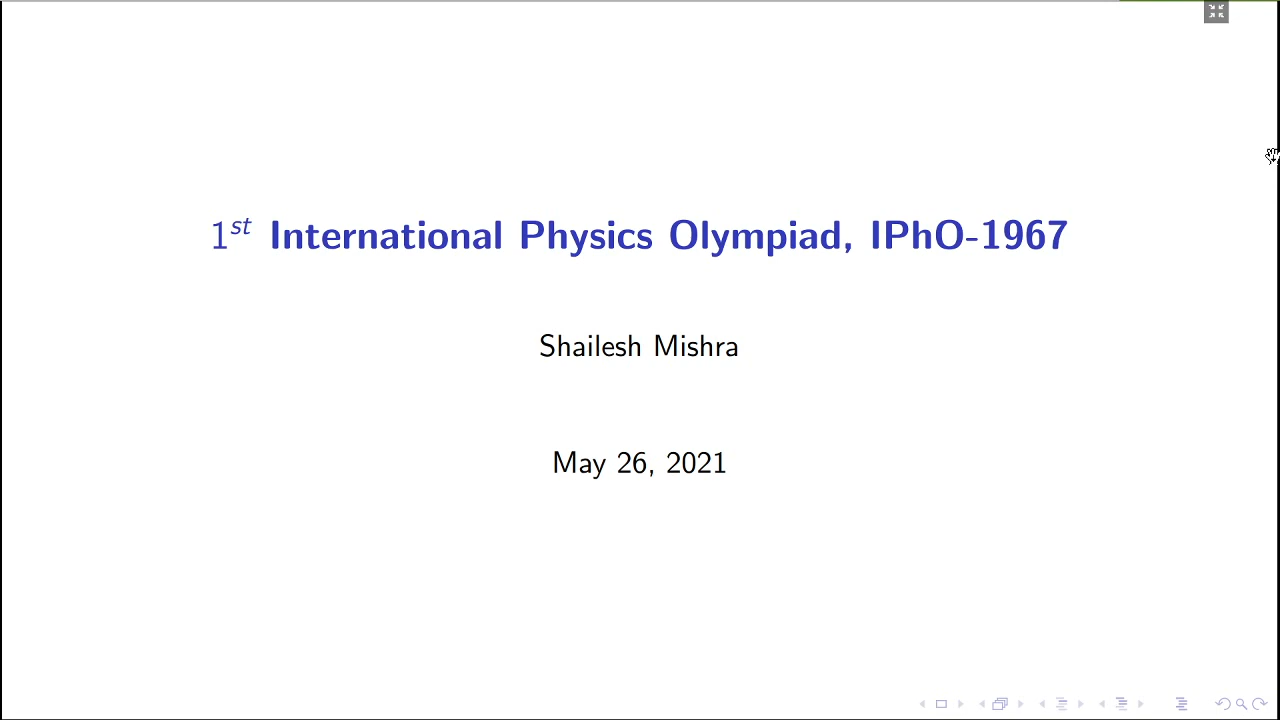 1st International Physics Olympiad, IPhO-1967
Shailesh Mishra
May 26, 2021